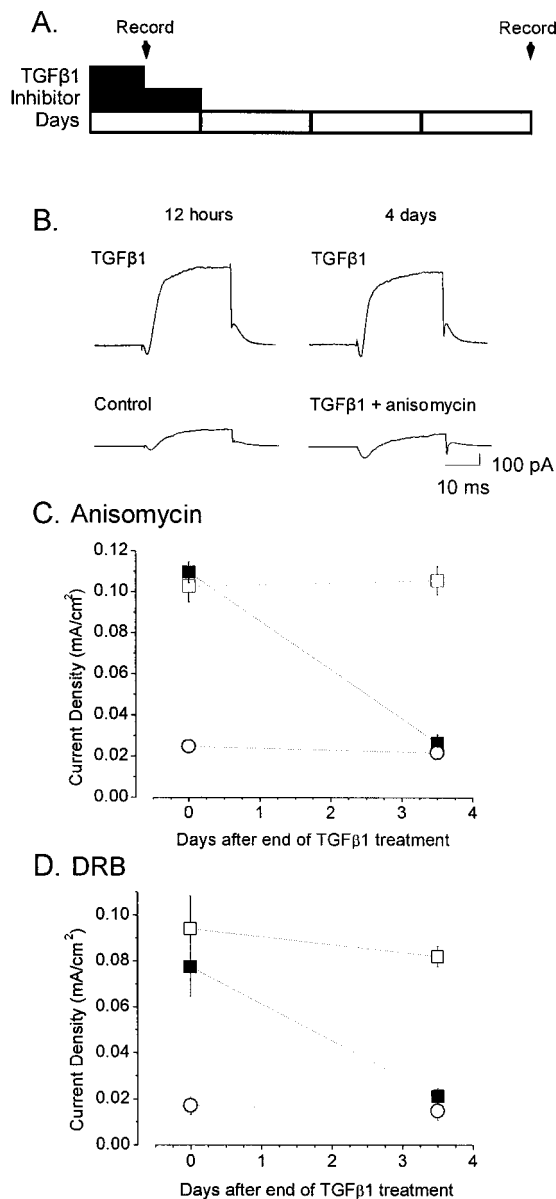 A.
Record Record
TGFβ1
Inhibitor
Days
B.
12 hours 4 days
TGFβ1 TGFβ1
Control TGFβ1 + anisomycin
100 pA
10 ms
C. Anisomycin
0.12
0.10
0.08
0.06
0.04
0.02
0.00
Current Density (mA/cm²)
0 1 2 3 4
Days after end of TGFβ1 treatment
D. DRB
0.10
0.08
0.06
0.04
0.02
0.00
Current Density (mA/cm²)
0 1 2 3 4
Days after end of TGFβ1 treatment